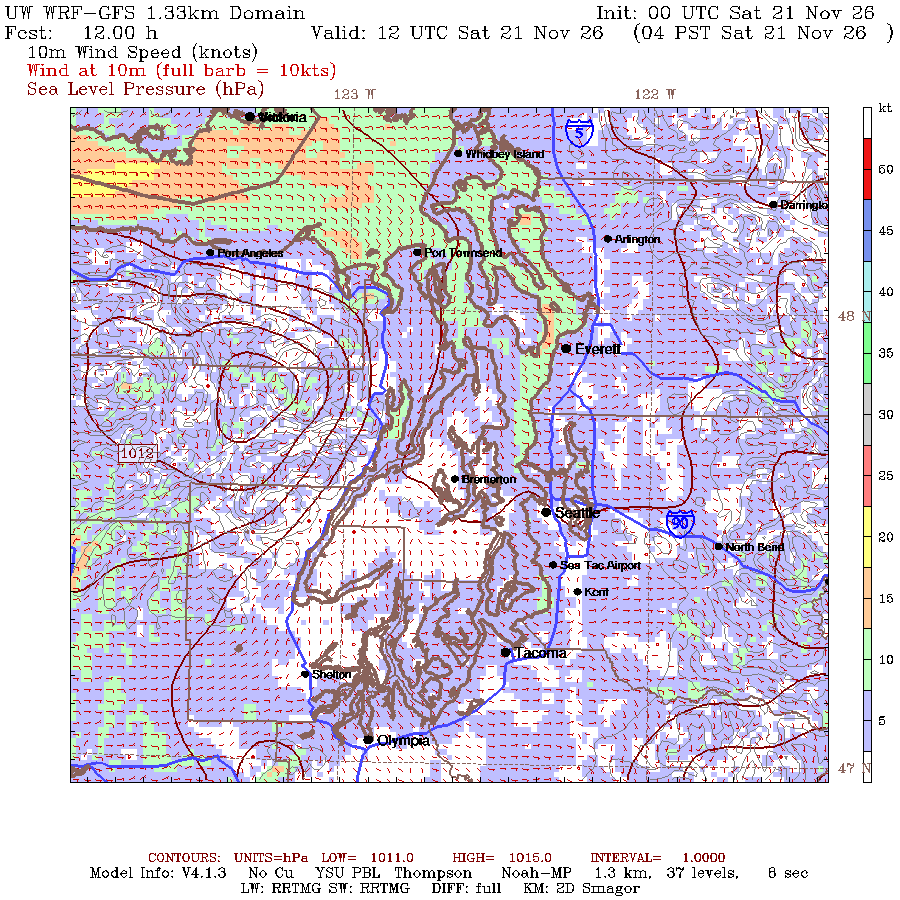 UW WRF-GFS 1.33km Domain Init: 00 UTC Sat 21 Nov 26
Fcst: 12.00 h Valid: 12 UTC Sat 21 Nov 26 (04 PST Sat 21 Nov 26 )
10m Wind Speed (knots)
Wind at 10m (full barb = 10kts)
Sea Level Pressure (hPa)
123 W 122 W
kt
Victoria
5
Whidbey Island
60
Darringto
45
Arlington
Port Angeles
Port Townsend
40
48 N
Everett
35
30
1012
25
Bremerton
Seattle
90
20
North Bend
Sea Tac Airport
Kent
15
Tacoma
10
Shelton
5
Olympia
47 N
CONTOURS: UNITS=hPa LOW= 1011.0 HIGH= 1015.0 INTERVAL= 1.0000
Model Info: V4.1.3 No Cu YSU PBL Thompson Noah-MP 1.3 km, 37 levels, 8 sec
LW: RRTMG SW: RRTMG DIFF: full KM: 2D Smagor